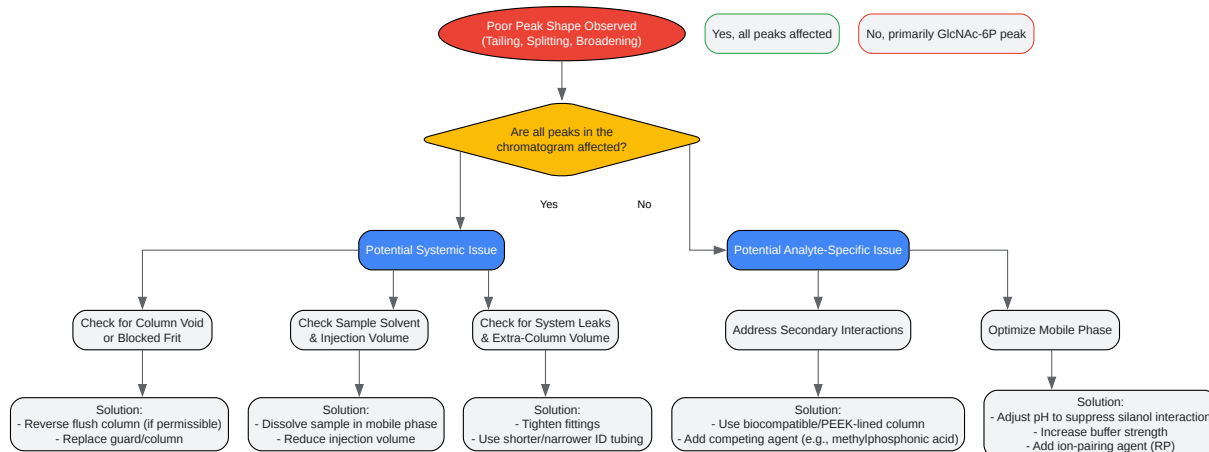 Poor Peak Shape Observed
(Tailing, Splitting, Broadening)
Yes, all peaks affected
No, primarily GlcNAc-6P peak
Are all peaks in the
chromatogram affected?
Yes
No
Potential Systemic Issue
Potential Analyte-Specific Issue
Check for Column Void
or Blocked Frit
Check Sample Solvent
& Injection Volume
Check for System Leaks
& Extra-Column Volume
Address Secondary Interactions
Optimize Mobile Phase
Solution:
- Reverse flush column (if permissible)
- Replace guard/column
Solution:
- Dissolve sample in mobile phase
- Reduce injection volume
Solution:
- Tighten fittings
- Use shorter/narrower ID tubing
Solution:
- Use biocompatible/PEEK-lined column
- Add competing agent (e.g., methylphosphonic acid)
Solution:
- Adjust pH to suppress silanol interaction
- Increase buffer strength
- Add ion-pairing agent (RP)